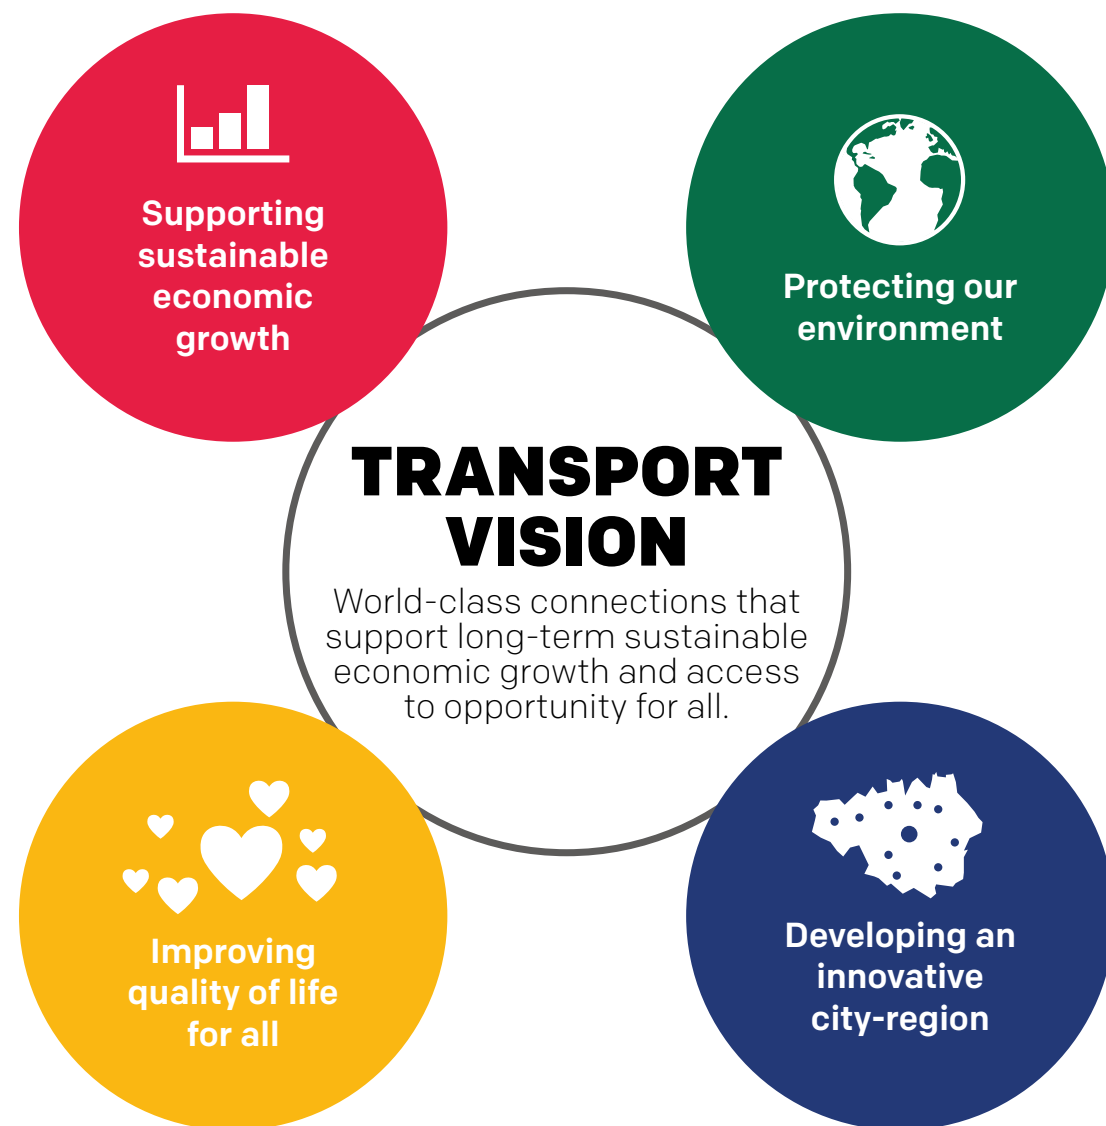 Supporting
sustainable
economic
growth
Protecting our
environment
TRANSPORT
VISION
World-class connections that
support long-term sustainable
economic growth and access
to opportunity for all.
Improving
quality of life
for all
Developing an
innovative
city-region